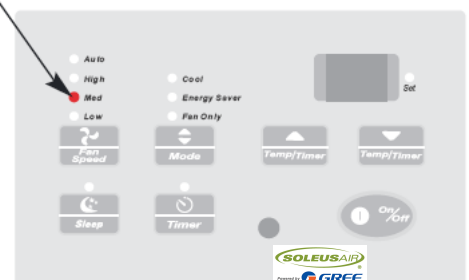 Auto
High
Med
Low
Cool
Energy Saver
Fan Only
Set
Fan
Speed
Mode
Temp/Timer
Temp/Timer
Sleep
Timer
On/Off
SOLEUSAIR
Powered by GREE